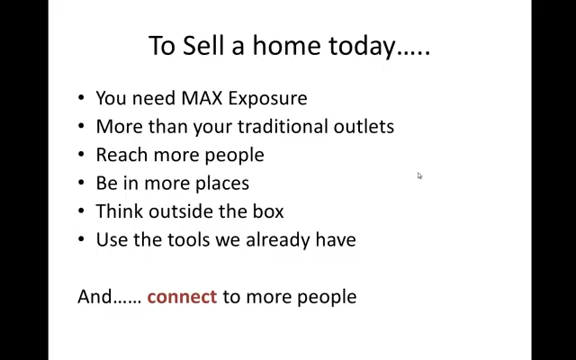 To Sell a home today…..
• You need MAX Exposure
• More than your traditional outlets
• Reach more people
• Be in more places
• Think outside the box
• Use the tools we already have
And…… connect to more people